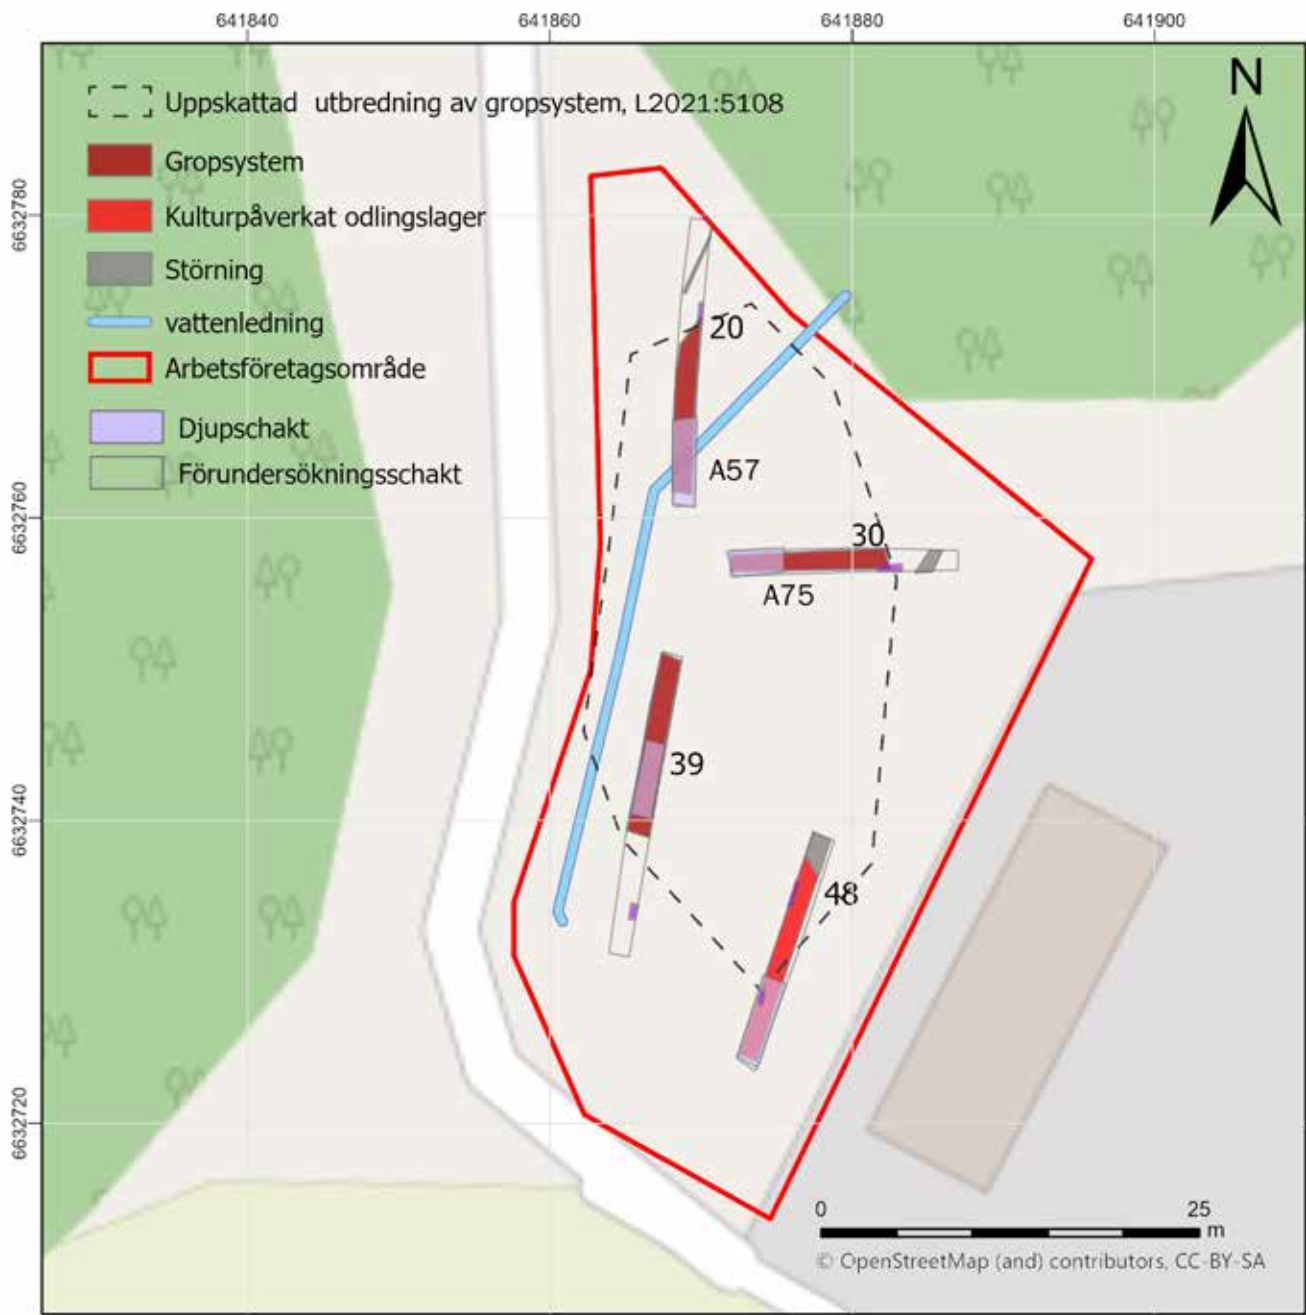 641840 641860 641880 641900
N
Uppskattad utbredning av gropsystem, L2021:5108
Gropsystem
Kulturpåverkat odlingslager
Störning
vattenledning
Arbetsföretagsområde
Djupschakt
Förundersökningsschakt
6632780
6632760
6632740
6632720
20
A57
30
A75
39
48
0 25
m
© OpenStreetMap (and) contributors, CC-BY-SA